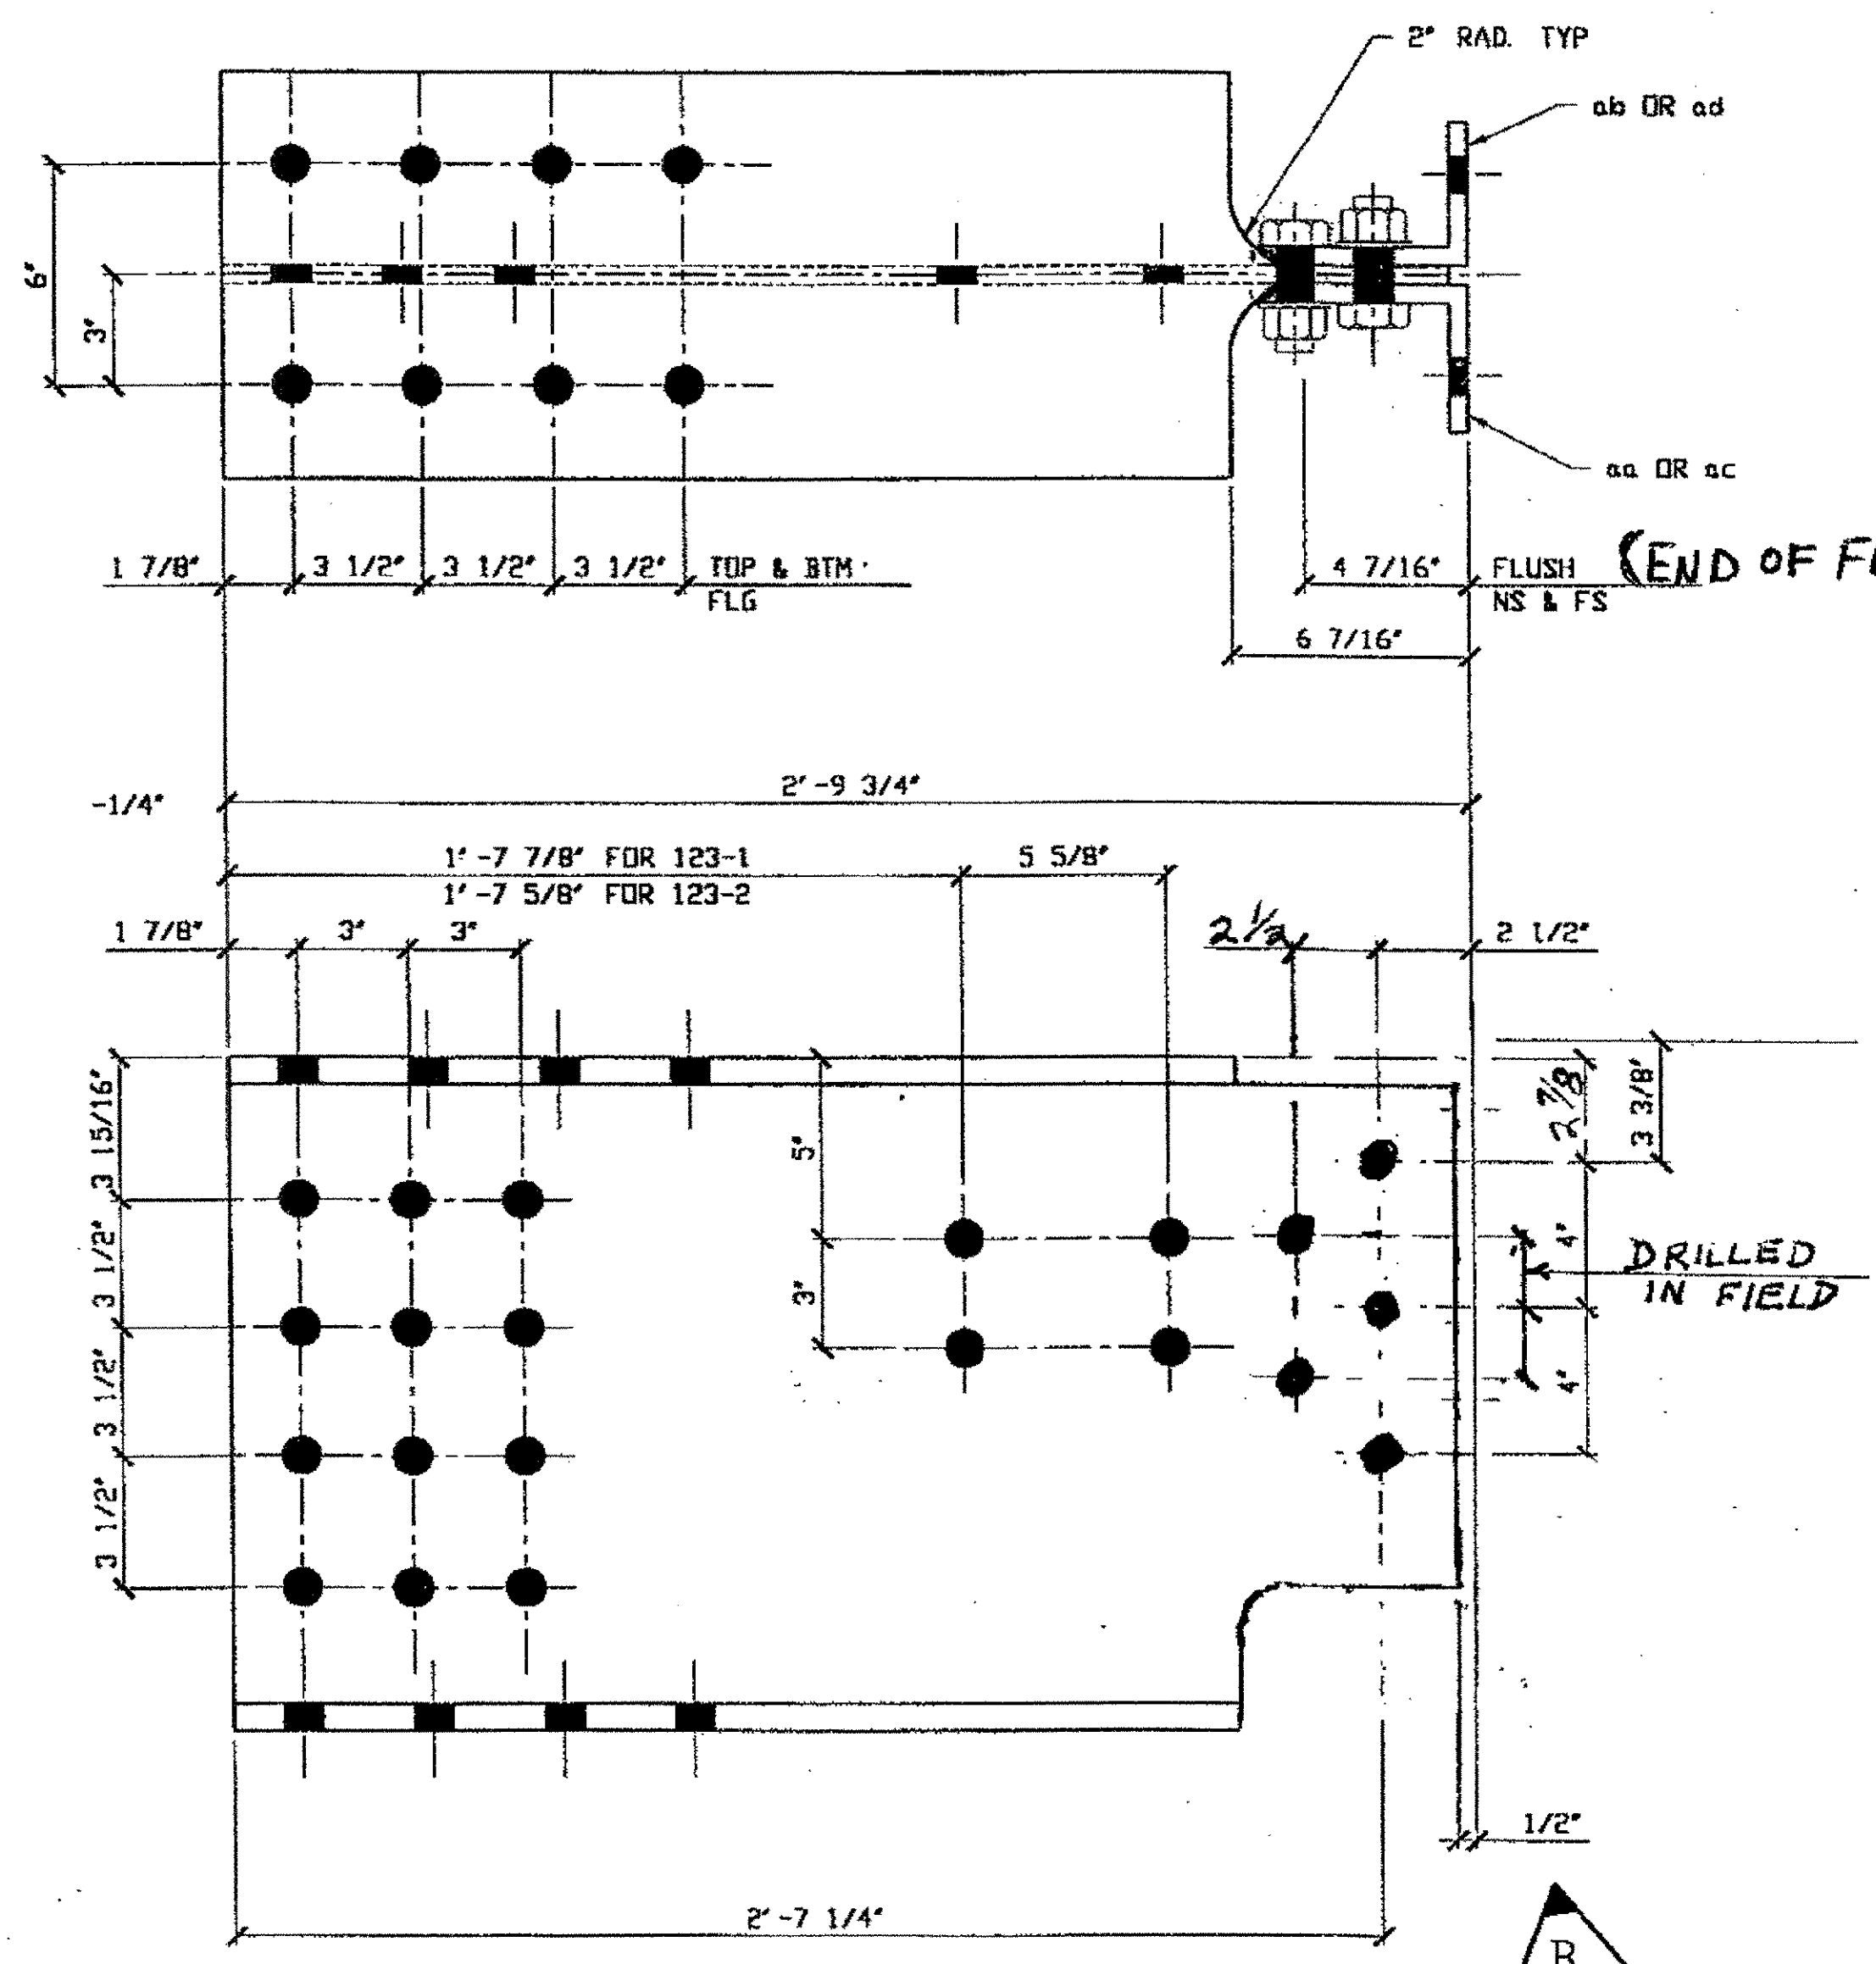 2" RAD. TYP
ab OR ad
6"
3"
aa OR ac
1 7/8" 3 1/2" 3 1/2" 3 1/2" TOP & BTM
FLG
4 7/16" FLUSH (END OF
NS & FS
6 7/16"
-1/4" 2'-9 3/4"
1'-7 7/8" FOR 123-1 5 5/8"
1'-7 5/8" FOR 123-2
1 7/8" 3" 3" 2 1/2 2 1/2"
3 15/16"
3 1/2"
3 1/2"
3 1/2"
5"
3"
2 7/8
3 3/8"
4"
4"
DRILLED
IN FIELD
1/2"
2'-7 1/4"
B